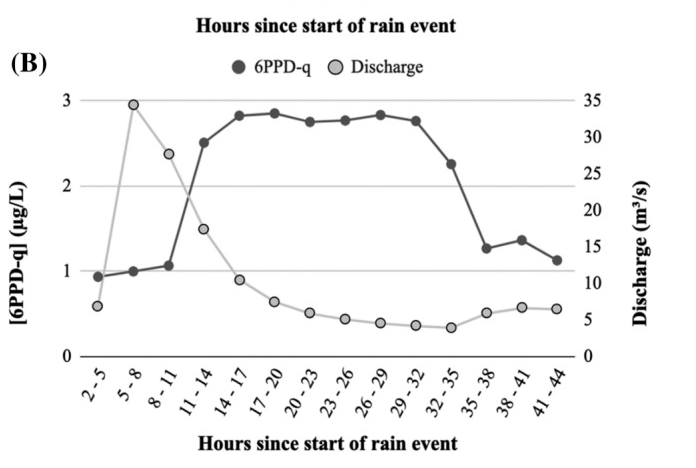 Hours since start of rain event
(B)
6PPD-q Discharge
3
2
1
0
[6PPD-q] (µg/L)
35
30
25
20
15
10
5
0
Discharge (m³/s)
2 - 5
5 - 8
8 - 11
11 - 14
14 - 17
17 - 20
20 - 23
23 - 26
26 - 29
29 - 32
32 - 35
35 - 38
38 - 41
41 - 44
Hours since start of rain event